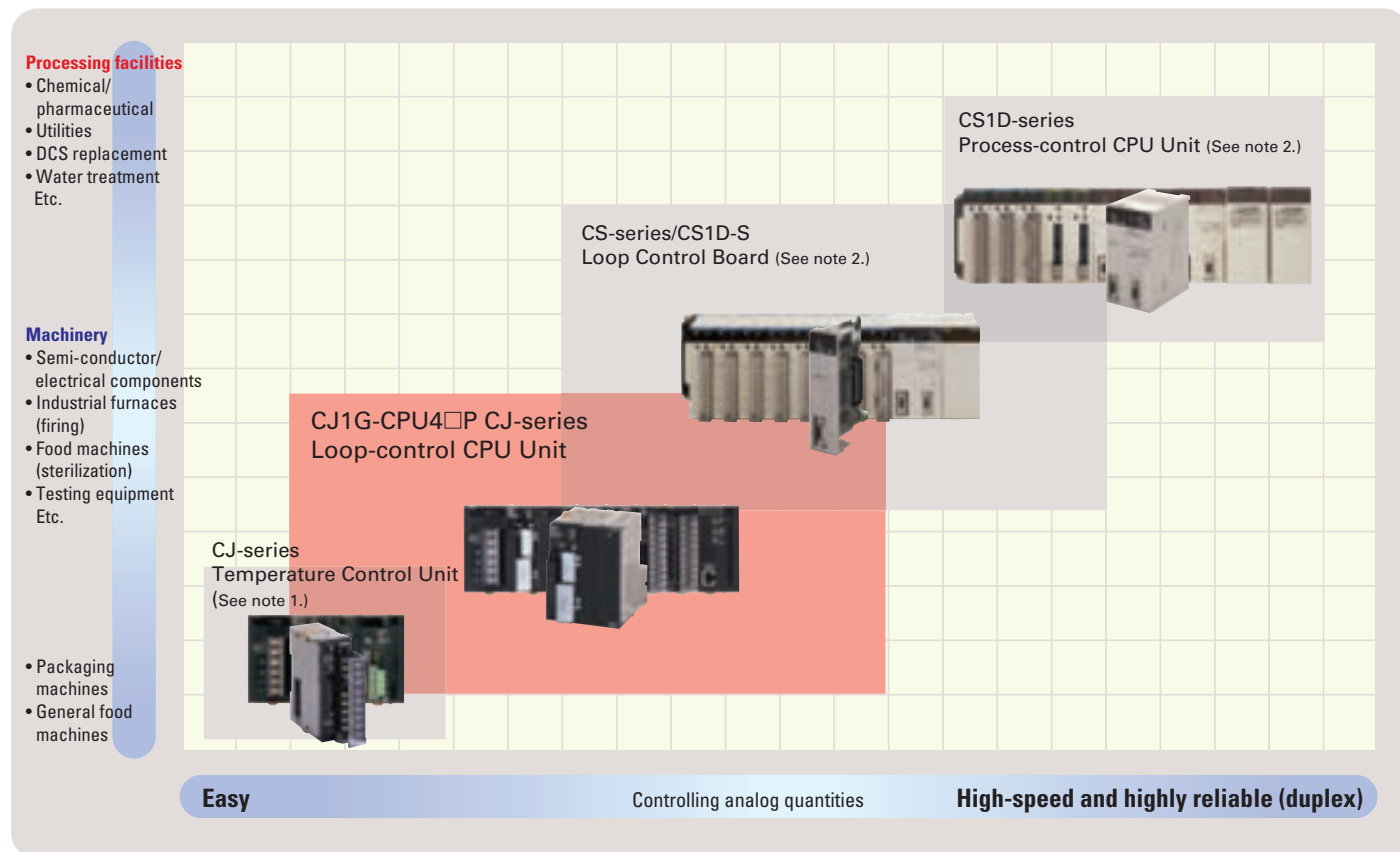 Processing facilities
• Chemical/
pharmaceutical
• Utilities
• DCS replacement
• Water treatment
Etc.
Machinery
• Semi-conductor/
electrical components
• Industrial furnaces
(firing)
• Food machines
(sterilization)
• Testing equipment
Etc.
• Packaging
machines
• General food
machines
CS1D-series
Process-control CPU Unit (See note 2.)
CS-series/CS1D-S
Loop Control Board (See note 2.)
CJ1G-CPU4□P CJ-series
Loop-control CPU Unit
CJ-series
Temperature Control Unit
(See note 1.)
Easy
Controlling analog quantities
High-speed and highly reliable (duplex)